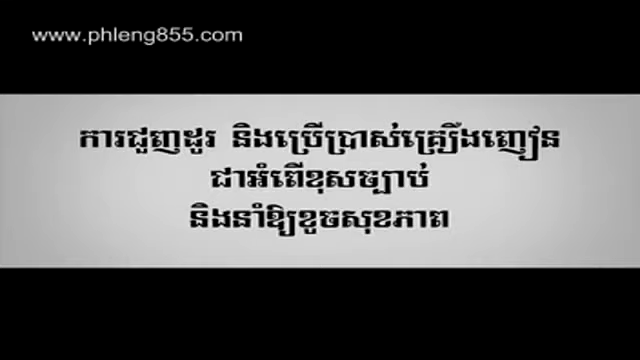 www.phleng855.com
ការជួញដូរ និងប្រើប្រាស់គ្រឿងញៀន
ជាអំពើខុសច្បាប់
និងនាំឱ្យខូចសុខភាព